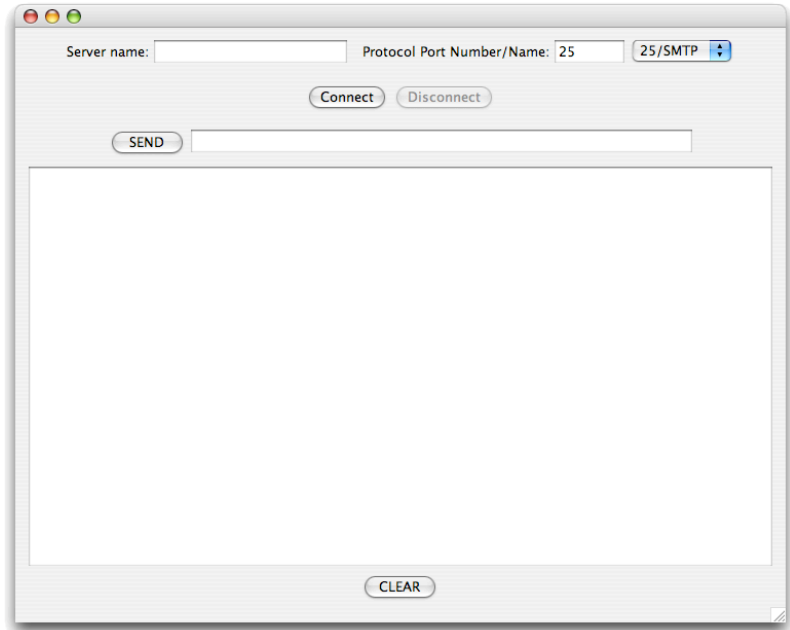 Server name: Protocol Port Number/Name: 25 25/SMTP
Connect Disconnect
SEND
CLEAR